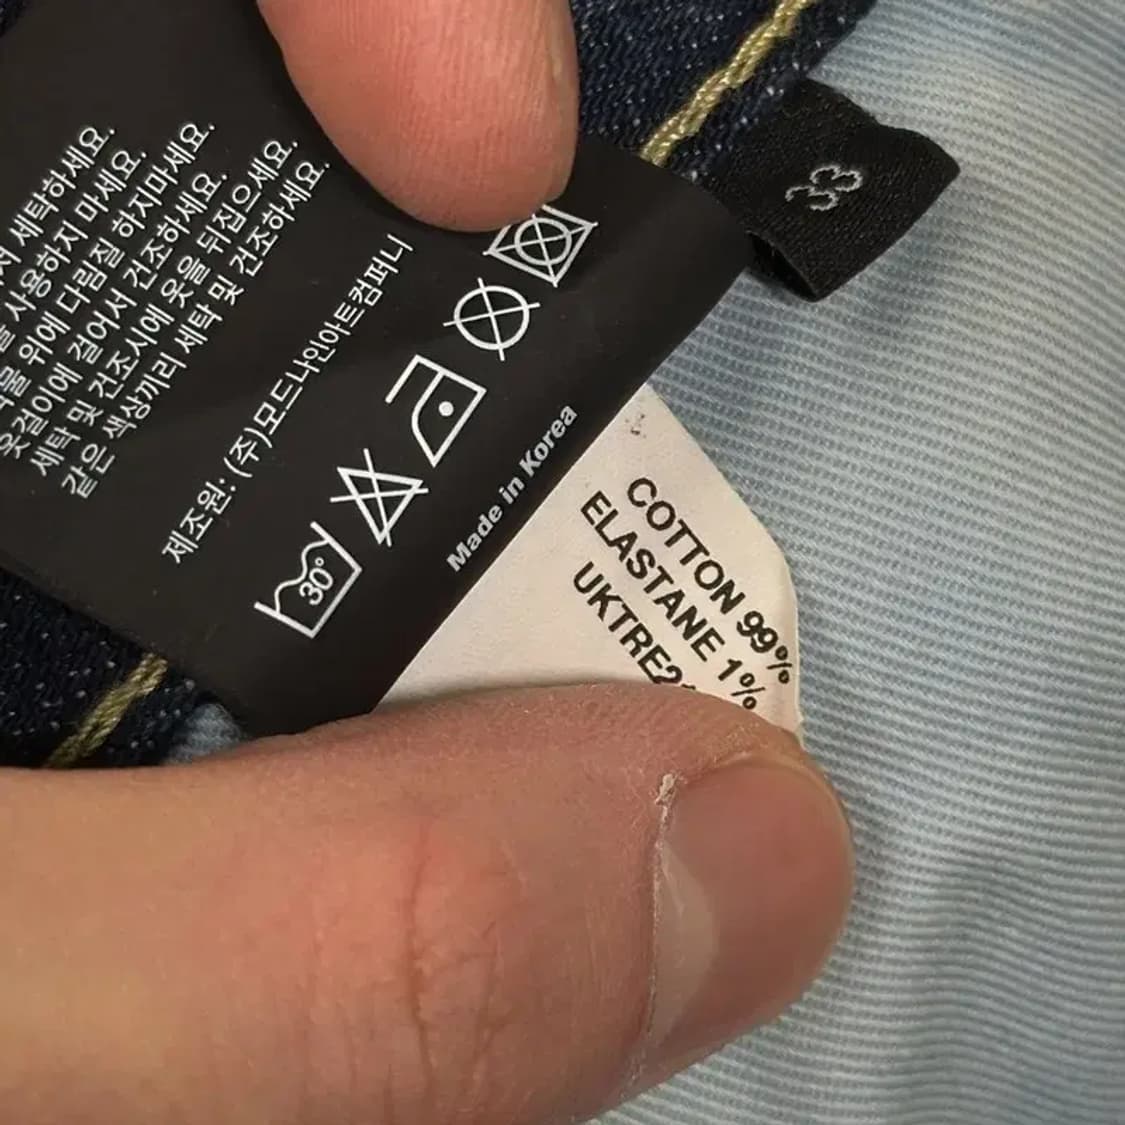 세탁하세요.
사용하지 마세요.
위에 다림질 하지마세요.
옷걸이에 걸어서 건조하세요.
세탁 및 건조시에 옷을 뒤집으세요.
같은 색상끼리 세탁 및 건조하세요.
제조원: (주)모드나인아트컴퍼니
30°
Made in Korea
33
COTTON 99%
ELASTANE 1%